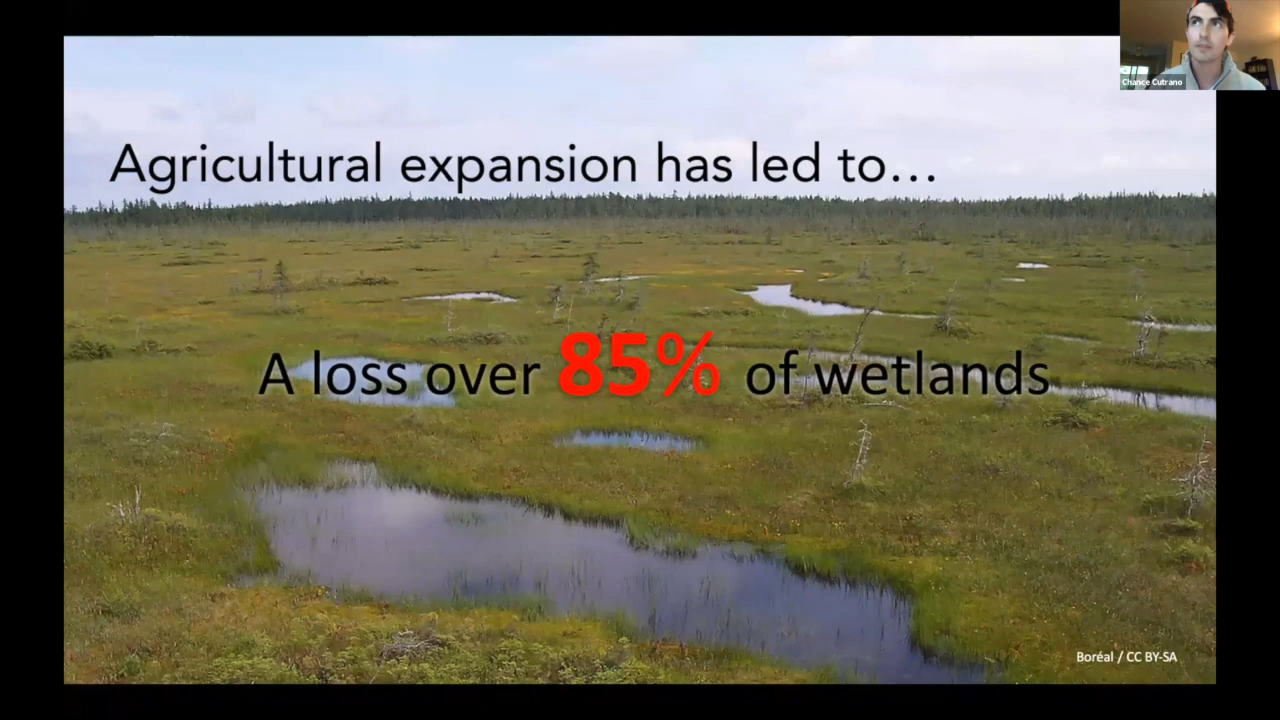 Chance Cutrano
Agricultural expansion has led to…
A loss over 85% of wetlands
Boréal / CC BY-SA